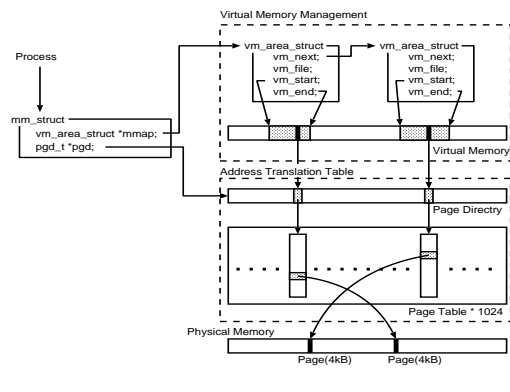 Virtual Memory Management
vm_area_struct
vm_next;
vm_file;
vm_start;
vm_end;
vm_area_struct
vm_next;
vm_file;
vm_start;
vm_end;
Process
mm_struct
vm_area_struct *mmap;
pgd_t *pgd;
Virtual Memory
Address Translation Table
Page Directry
Page Table * 1024
Physical Memory
Page(4kB)
Page(4kB)